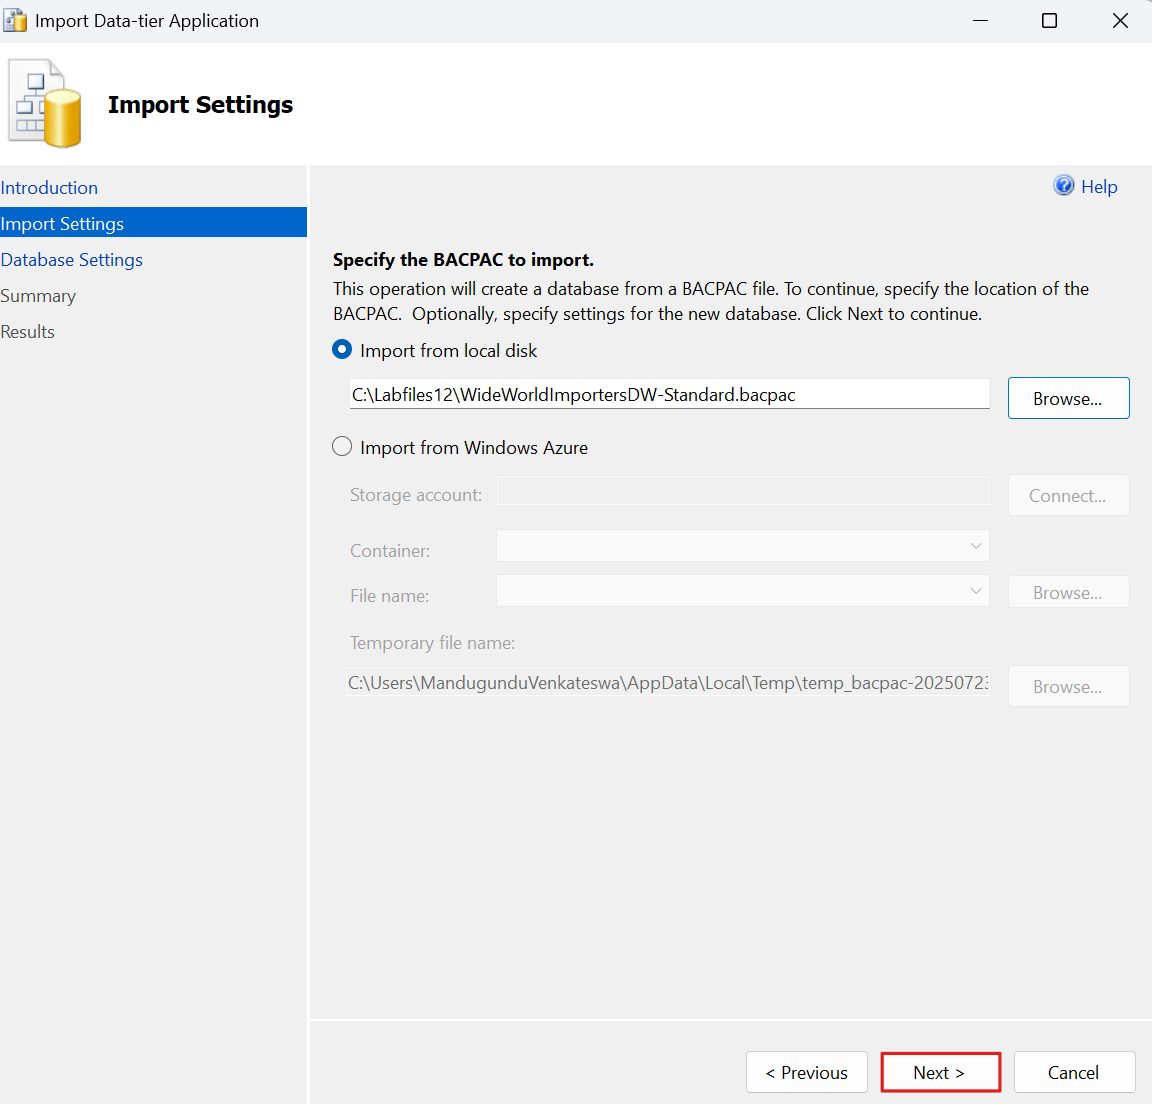 Import Data-tier Application
Import Settings
Introduction
Import Settings
Database Settings
Summary
Results
Help
Specify the BACPAC to import.
This operation will create a database from a BACPAC file. To continue, specify the location of the
BACPAC.  Optionally, specify settings for the new database. Click Next to continue.
Import from local disk
C:\Labfiles12\WideWorldImportersDW-Standard.bacpac
Browse...
Import from Windows Azure
Storage account:
Connect...
Container:
File name:
Browse...
Temporary file name:
C:\Users\MandugunduVenkateswa\AppData\Local\Temp\temp_bacpac-20250723
Browse...
< Previous
Next >
Cancel